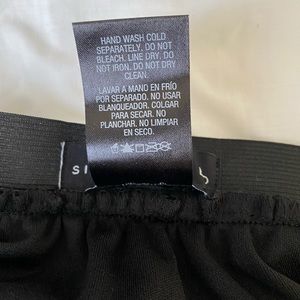 HAND WASH COLD
SEPARATELY. DO NOT
BLEACH. LINE DRY. DO
NOT IRON. DO NOT DRY
CLEAN.
LAVAR A MANO EN FRÍO
POR SEPARADO. NO USAR
BLANQUEADOR. COLGAR
PARA SECAR. NO
PLANCHAR. NO LIMPIAR
EN SECO.